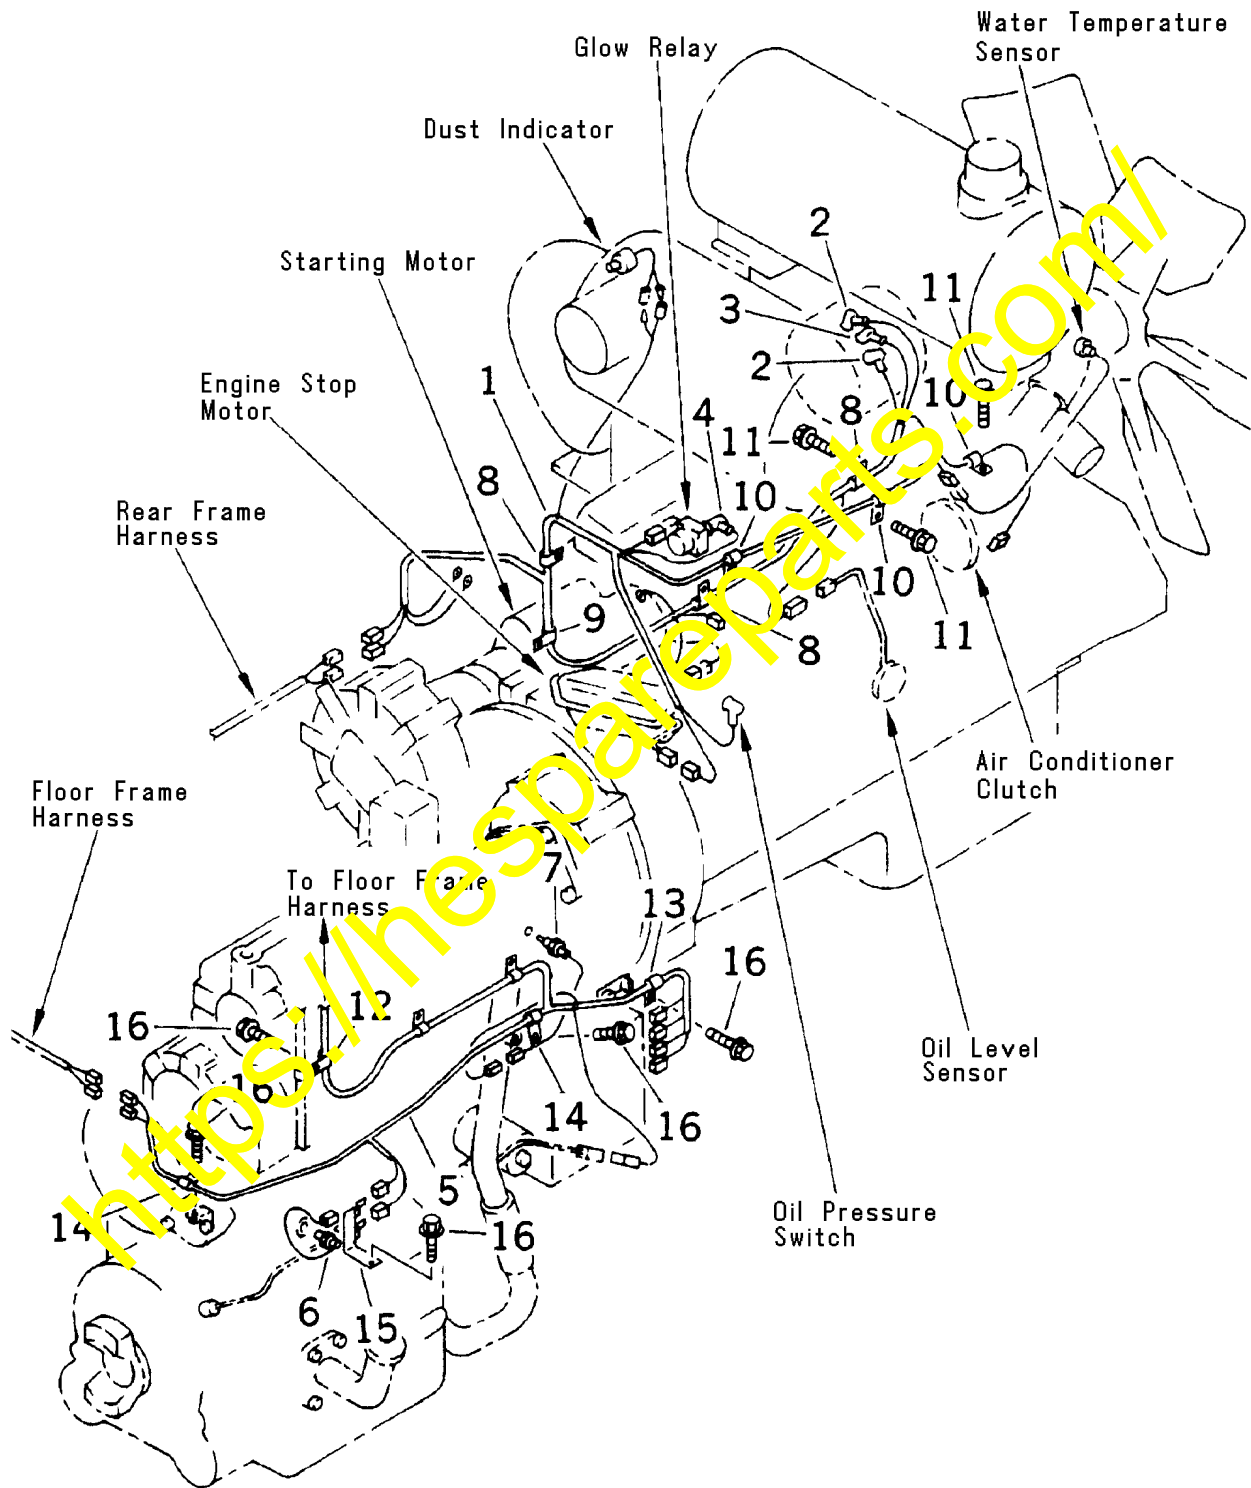 Water Temperature
Sensor
Glow Relay
Dust Indicator
2
Starting Motor
11
3
2
Engine Stop
Motor
1
10
4
8
11
8
10
Rear Frame
Harness
10
9
11
8
Air Conditioner
Clutch
Floor Frame
Harness
7
To Floor Frame
Harness
13
16
12
16
Oil Level
Sensor
16
14
16
5
14
16
Oil Pressure
Switch
6
15
https://hespareparts.com/